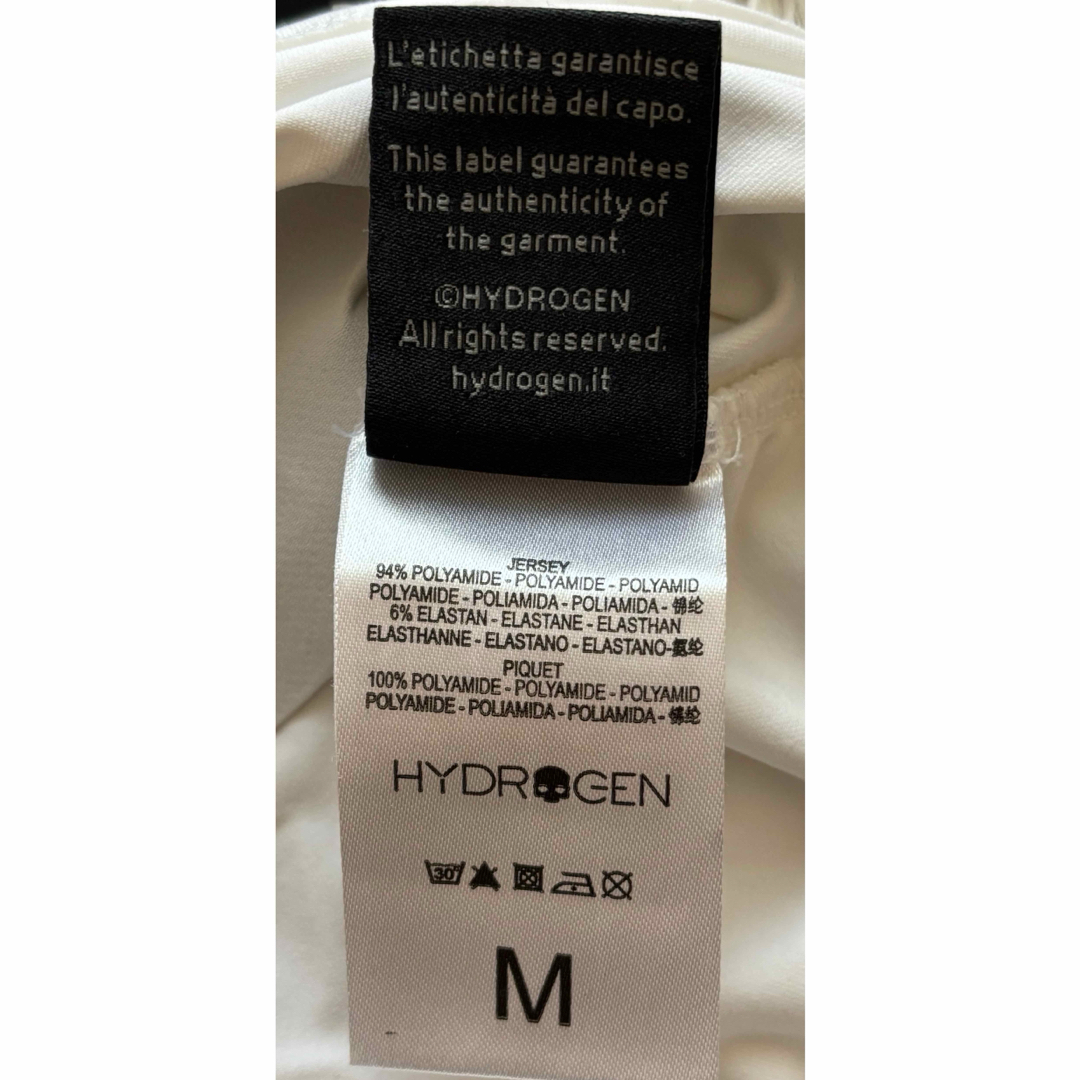 L'etichetta garantisce
l'autenticità del capo.
This label guarantees
the authenticity of
the garment.
©HYDROGEN
All rights reserved.
hydrogen.it
JERSEY
94% POLYAMIDE - POLYAMIDE - POLYAMID
POLYAMIDE - POLIAMIDA - POLIAMIDA - 锦纶
6% ELASTAN - ELASTANE - ELASTHAN
ELASTHANNE - ELASTANO - ELASTANO-氨纶
PIQUET
100% POLYAMIDE - POLYAMIDE - POLYAMID
POLYAMIDE - POLIAMIDA - POLIAMIDA - 锦纶
HYDROGEN
30°
M